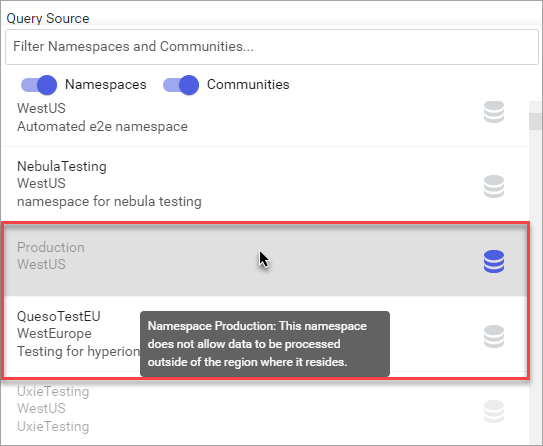 Query Source
Filter Namespaces and Communities...
Namespaces
Communities
WestUS
Automated e2e namespace
NebulaTesting
WestUS
namespace for nebula testing
Production
WestUS
QuesoTestEU
WestEurope
Testing for hyperion
Namespace Production: This namespace
does not allow data to be processed
outside of the region where it resides.
UxieTesting
WestUS
UxieTesting